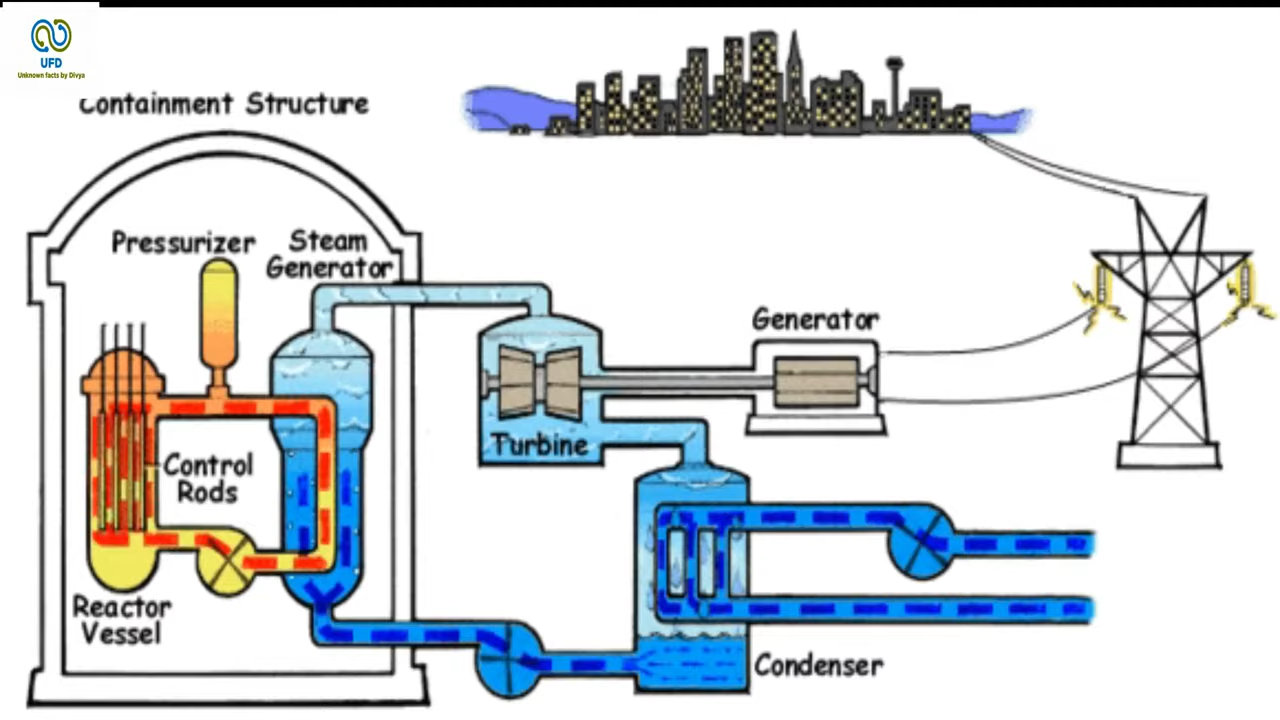 UFD
Unknown facts by Divya
Containment Structure
Pressurizer
Steam
Generator
Generator
Turbine
Control
Rods
Reactor
Vessel
Condenser